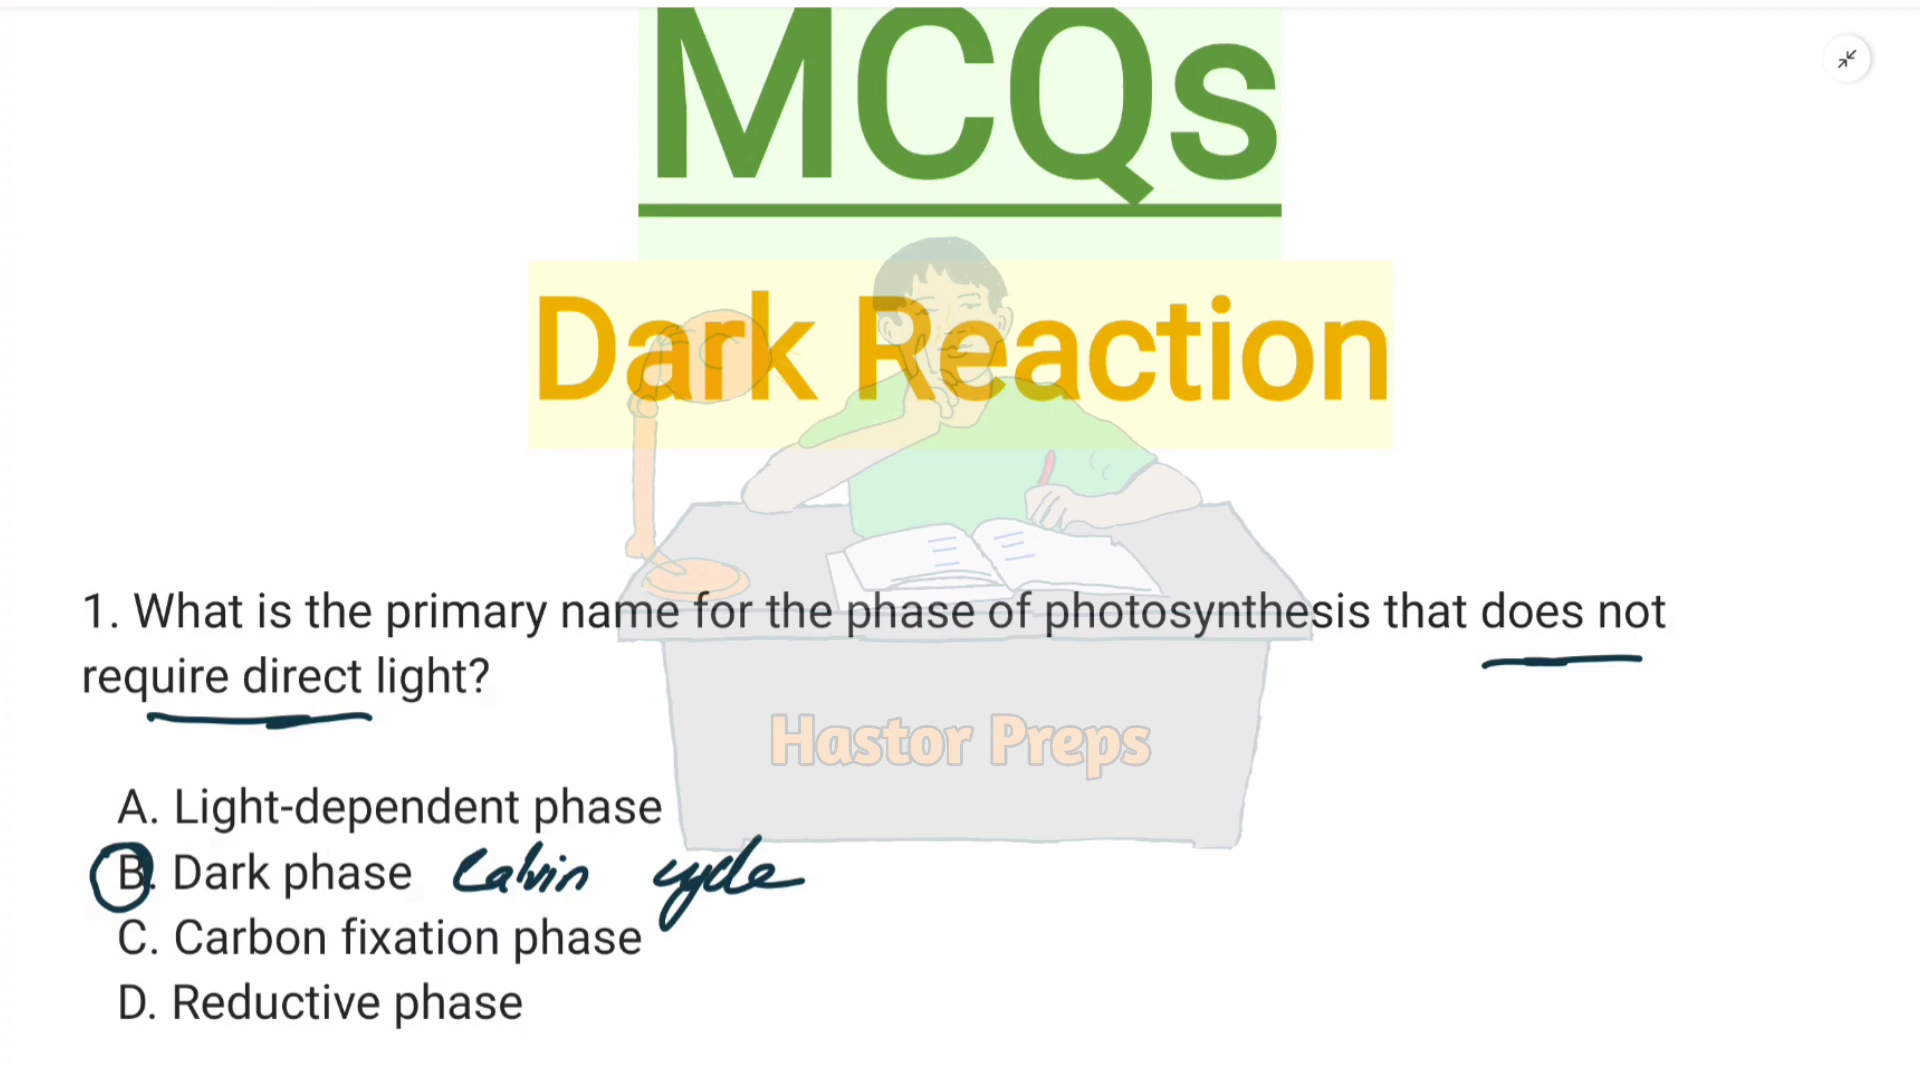 MCQs
Dark Reaction
1. What is the primary name for the phase of photosynthesis that does not
require direct light?
Hastor Preps
A. Light-dependent phase
B. Dark phase Calvin cycle
C. Carbon fixation phase
D. Reductive phase